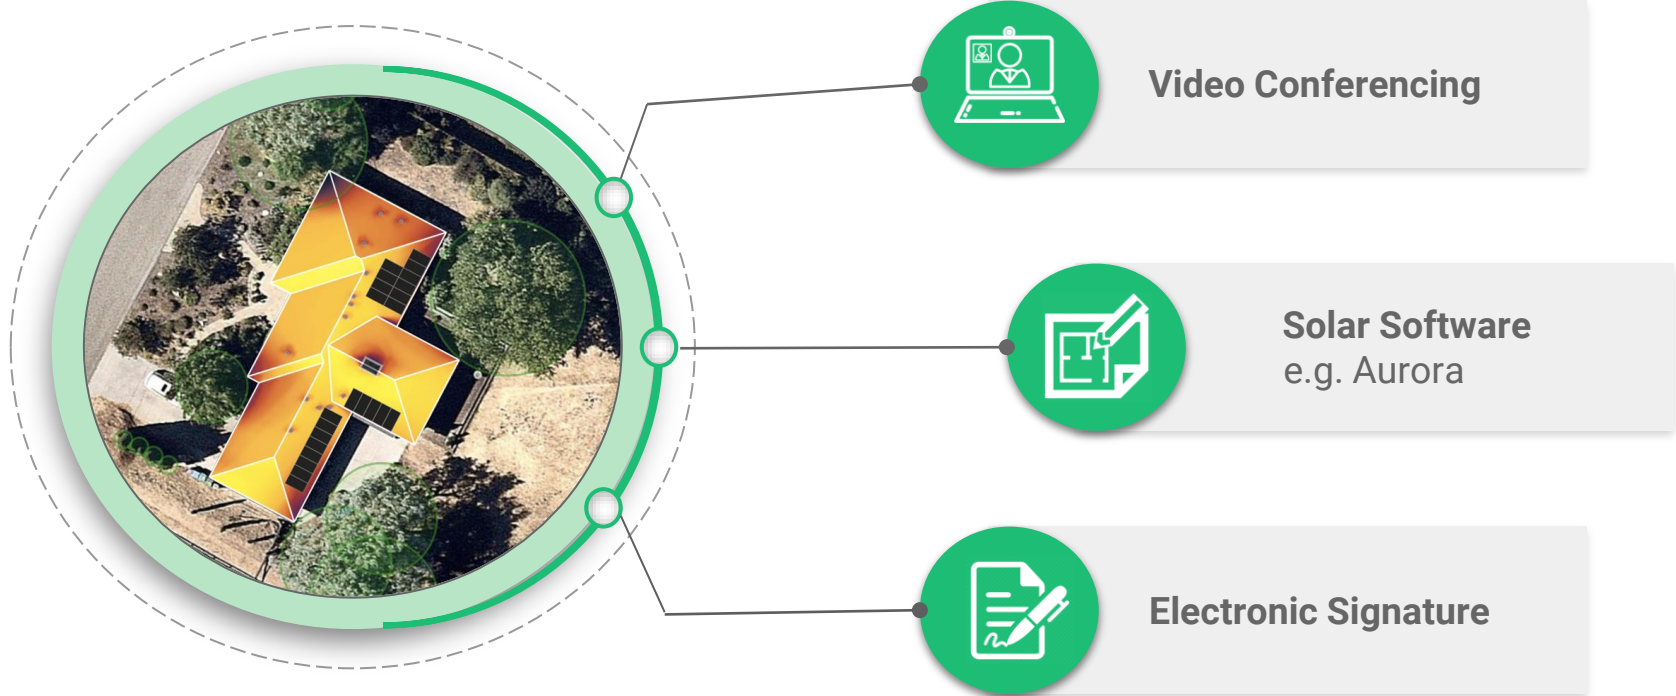 Video Conferencing
Solar Software
e.g. Aurora
Electronic Signature